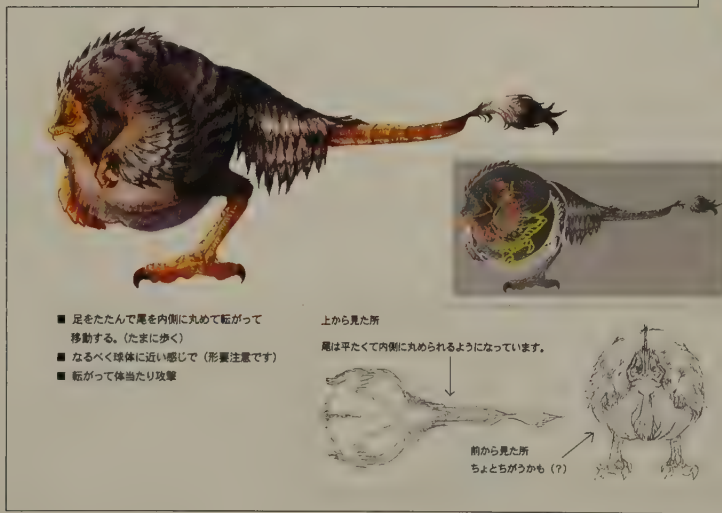 ■ 足をたたんで尾を内側に丸めて転がって
移動する。(たまに歩く)
■ なるべく球体に近い感じで(形要注意です)
■ 転がって体当たり攻撃
上から見た所
尾は平たくて内側に丸められるようになっています。
前から見た所
ちょとちがうかも(?)